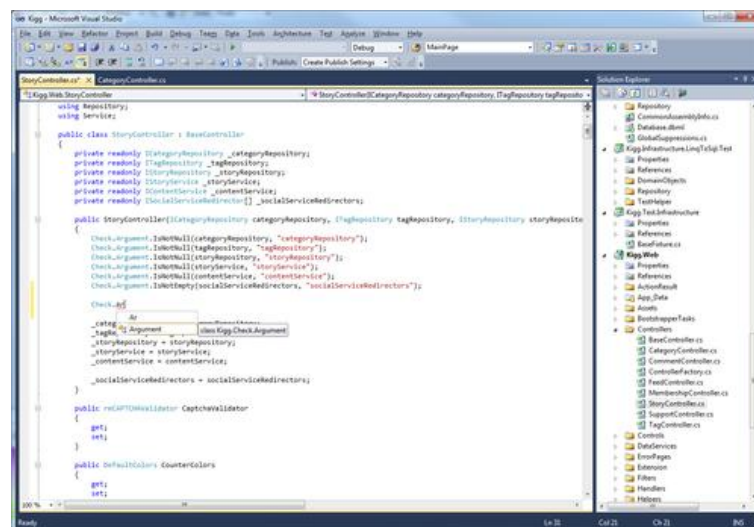 Kigg - Microsoft Visual Studio
File Edit View Refactor Project Build Debug Team Data Tools Architecture Test Analyze Window Help
Debug MainPage
Publish: Create Publish Settings
StoryController.cs* CategoryController.cs
Kigg.Web.StoryController StoryController(ICategoryRepository categoryRepository, ITagRepository tagReposito
using Repository;
using Service;
public class StoryController : BaseController
{
private readonly ICategoryRepository _categoryRepository;
private readonly ITagRepository _tagRepository;
private readonly IStoryRepository _storyRepository;
private readonly IStoryService _storyService;
private readonly IContentService _contentService;
private readonly ISocialServiceRedirector[] _socialServiceRedirectors;
public StoryController(ICategoryRepository categoryRepository, ITagRepository tagRepository, IStoryRepository storyReposito
{
Check.Argument.IsNotNull(categoryRepository, "categoryRepository");
Check.Argument.IsNotNull(tagRepository, "tagRepository");
Check.Argument.IsNotNull(storyRepository, "storyRepository");
Check.Argument.IsNotNull(storyService, "storyService");
Check.Argument.IsNotNull(contentService, "contentService");
Check.Argument.IsNotEmpty(socialServiceRedirectors, "socialServiceRedirectors");
Check.Ar
Ar
Argument class Kigg.Check.Argument
_storyRepository = storyRepository;
_storyService = storyService;
_contentService = contentService;
_socialServiceRedirectors = socialServiceRedirectors;
}
public reCAPTCHAValidator CaptchaValidator
{
get;
set;
}
public DefaultColors CounterColors
{
get;
set;
100 %
Solution Explorer
Repository
CommonAssemblyInfo.cs
Database.dbml
GlobalSuppressions.cs
Kigg.Infrastructure.LinqToSql.Test
Properties
References
DomainObjects
Repository
TestHelper
Kigg.Test.Infrastructure
Properties
References
BaseFixture.cs
Kigg.Web
Properties
References
ActionResult
App_Data
Assets
BootstrapperTasks
Controllers
BaseController.cs
CategoryController.cs
CommentController.cs
ControllerFactory.cs
FeedController.cs
MembershipController.cs
StoryController.cs
SupportController.cs
TagController.cs
Controls
DataServices
ErrorPages
Extension
Filters
Handlers
Helpers
Ready Ln 31 Col 21 Ch 21 INS